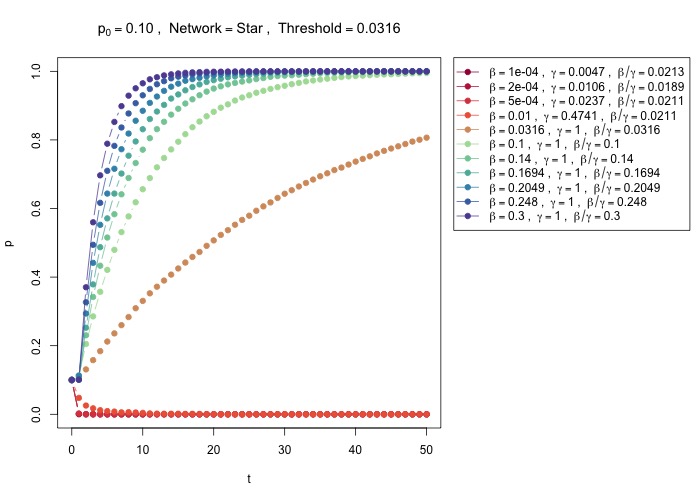 p₀ = 0.10 , Network = Star , Threshold = 0.0316
p
1.0
0.8
0.6
0.4
0.2
0.0
0 10 20 30 40 50
t
β = 1e-04 , γ = 0.0047 , β/γ = 0.0213
β = 2e-04 , γ = 0.0106 , β/γ = 0.0189
β = 5e-04 , γ = 0.0237 , β/γ = 0.0211
β = 0.01 , γ = 0.4741 , β/γ = 0.0211
β = 0.0316 , γ = 1 , β/γ = 0.0316
β = 0.1 , γ = 1 , β/γ = 0.1
β = 0.14 , γ = 1 , β/γ = 0.14
β = 0.1694 , γ = 1 , β/γ = 0.1694
β = 0.2049 , γ = 1 , β/γ = 0.2049
β = 0.248 , γ = 1 , β/γ = 0.248
β = 0.3 , γ = 1 , β/γ = 0.3